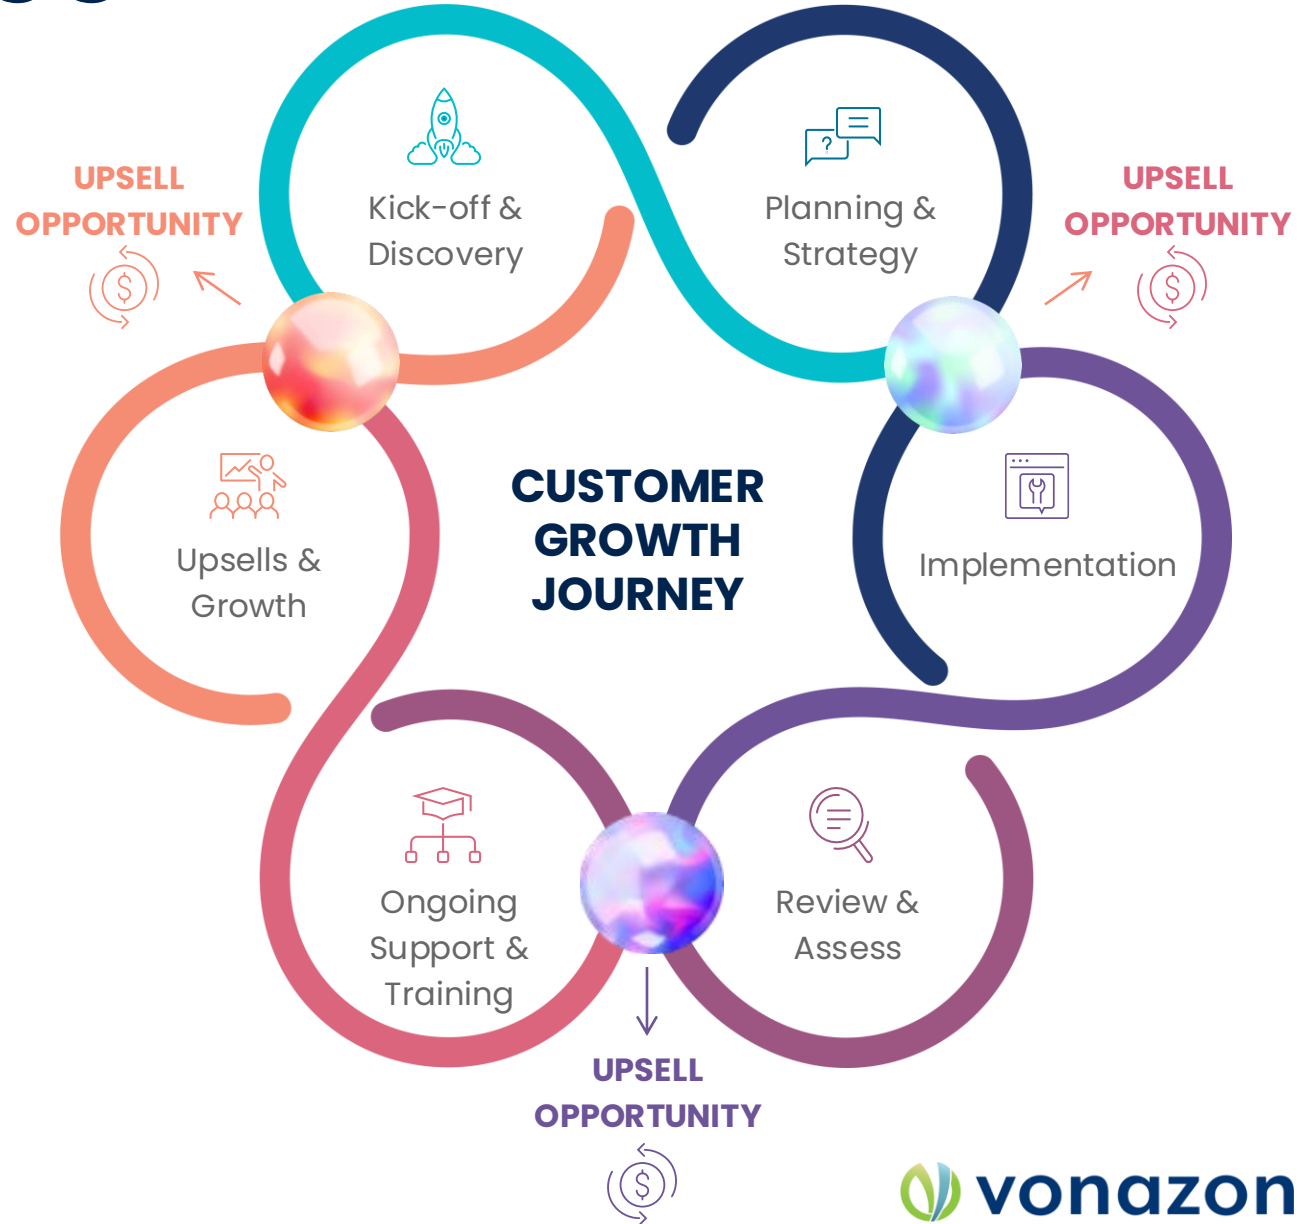 Kick-off &
Discovery
Planning &
Strategy
UPSELL
OPPORTUNITY
$
UPSELL
OPPORTUNITY
$
?
CUSTOMER
GROWTH
JOURNEY
Upsells &
Growth
Implementation
Ongoing
Support &
Training
Review &
Assess
UPSELL
OPPORTUNITY
$
vonazon